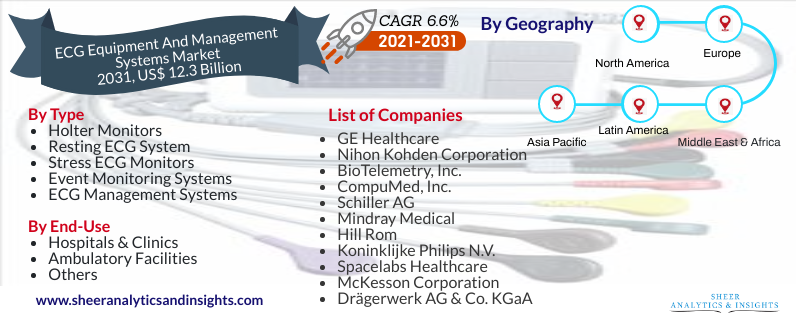 ECG Equipment And Management
Systems Market
2031, US$ 12.3 Billion
CAGR 6.6%
2021-2031
By Geography
North America
Europe
Asia Pacific
Latin America
Middle East & Africa
By Type
• Holter Monitors
• Resting ECG System
• Stress ECG Monitors
• Event Monitoring Systems
• ECG Management Systems
By End-Use
• Hospitals & Clinics
• Ambulatory Facilities
• Others
List of Companies
• GE Healthcare
• Nihon Kohden Corporation
• BioTelemetry, Inc.
• CompuMed, Inc.
• Schiller AG
• Mindray Medical
• Hill Rom
• Koninklijke Philips N.V.
• Spacelabs Healthcare
• McKesson Corporation
• Drägerwerk AG & Co. KGaA
www.sheeranalyticsandinsights.com
SHEER
ANALYTICS & INSIGHTS